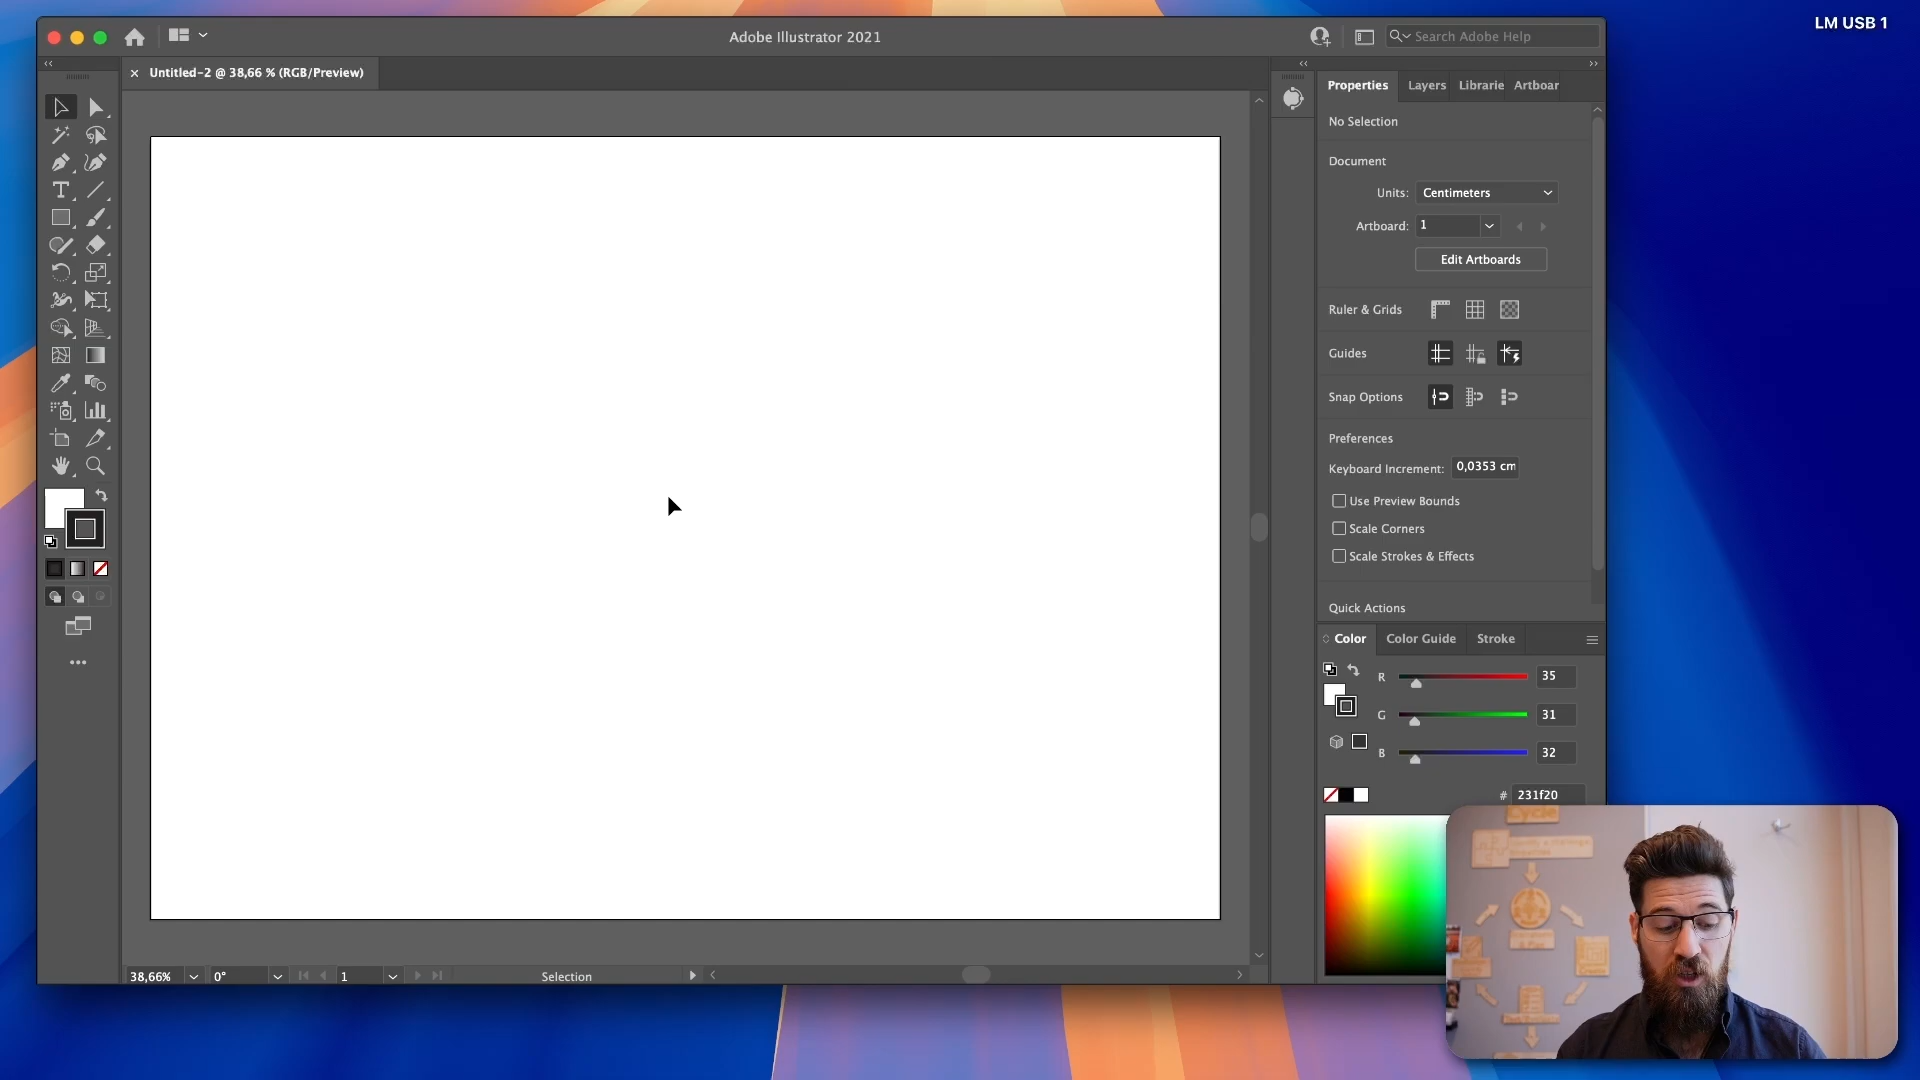 LM USB 1
Adobe Illustrator 2021
Search Adobe Help
Untitled-2 @ 38,66 % (RGB/Preview)
Properties
Layers
Librarie
Artboar
No Selection
Document
Units:
Centimeters
Artboard:
1
Edit Artboards
Ruler & Grids
Guides
Snap Options
Preferences
Keyboard Increment:
0,0353 cm
Use Preview Bounds
Scale Corners
Scale Strokes & Effects
Quick Actions
Color
Color Guide
Stroke
R
35
G
31
B
32
# 231f20
Cycle
38,66%
0°
1
Selection